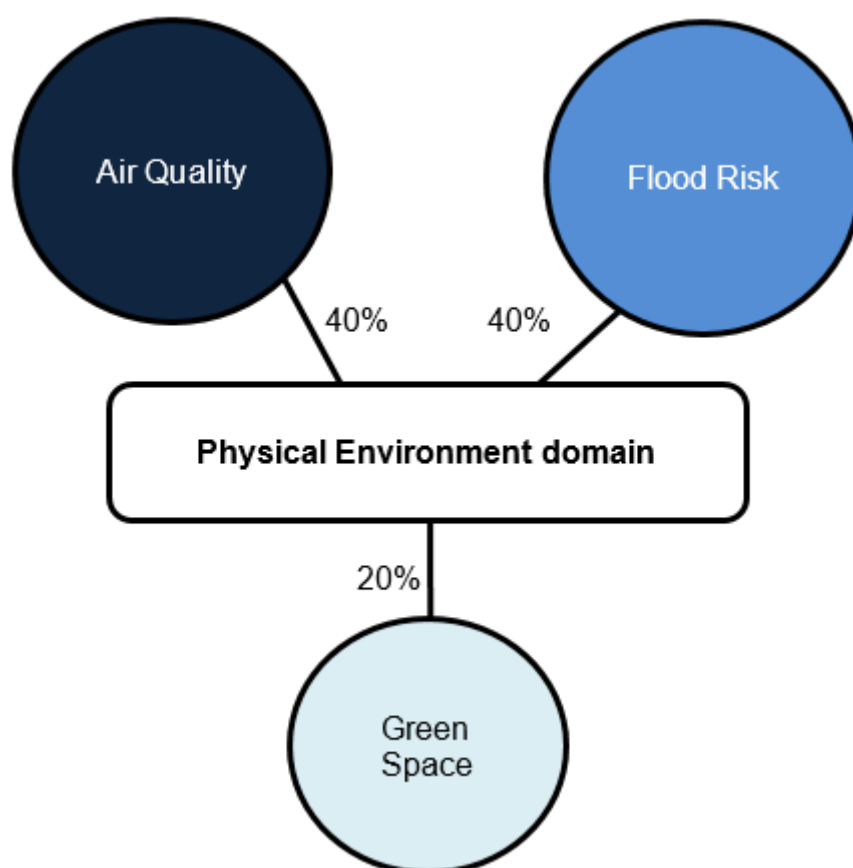 Air Quality
Flood Risk
40%
40%
Physical Environment domain
20%
Green
Space